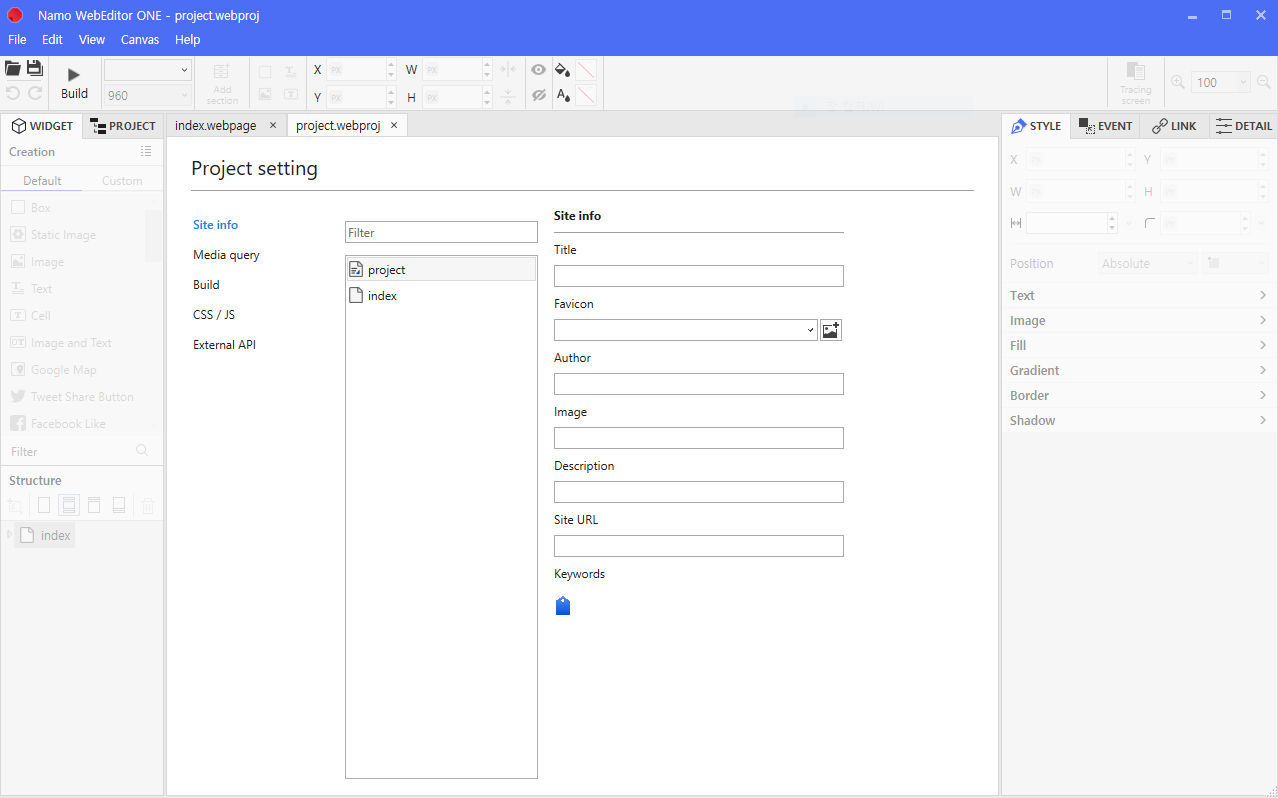 Namo WebEditor ONE - project.webproj
File Edit View Canvas Help
Build
960
Add section
X PX W PX
Y PX H PX
Tracing screen
100
WIDGET PROJECT
index.webpage × project.webproj ×
STYLE EVENT LINK DETAIL
Creation
Default Custom
Box
Static Image
Image
Text
Cell
Image and Text
Google Map
Tweet Share Button
Facebook Like
Filter
Structure
index
Project setting
Site info
Media query
Build
CSS / JS
External API
Filter
project
index
Site info
Title
Favicon
Author
Image
Description
Site URL
Keywords
X PX Y PX
W PX H PX
PX
Position Absolute
Text
Image
Fill
Gradient
Border
Shadow